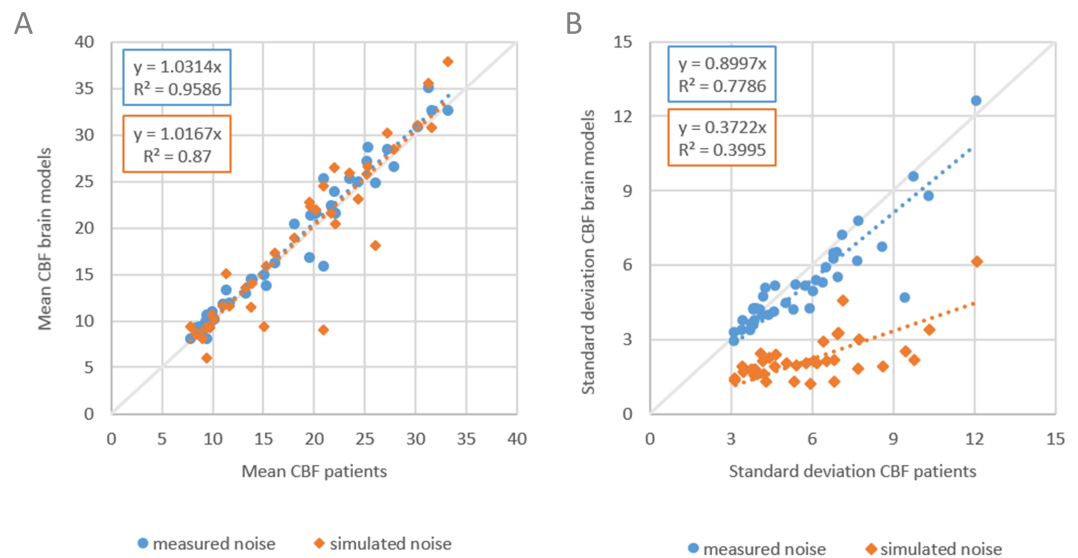 A
40
35
30
25
20
15
10
5
0
Mean CBF brain models
y = 1.0314x
R² = 0.9586
y = 1.0167x
R² = 0.87
0 5 10 15 20 25 30 35 40
Mean CBF patients
measured noise simulated noise
B
15
12
9
6
3
0
Standard deviation CBF brain models
y = 0.8997x
R² = 0.7786
y = 0.3722x
R² = 0.3995
0 3 6 9 12 15
Standard deviation CBF patients
measured noise simulated noise